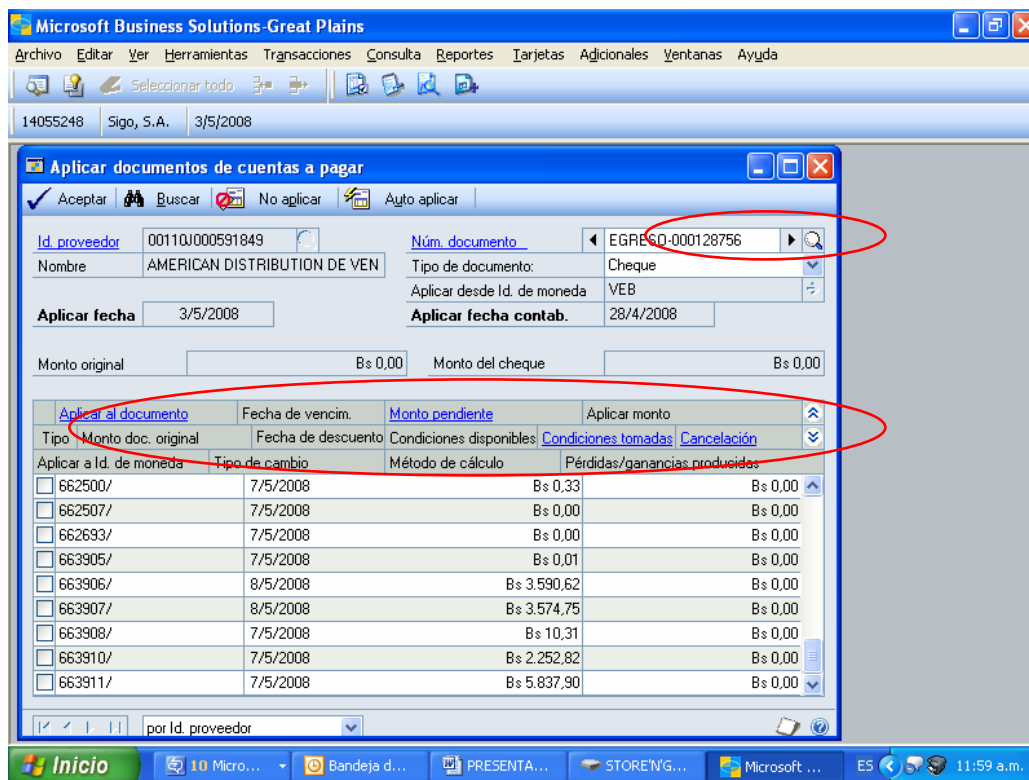 Microsoft Business Solutions-Great Plains
Archivo Editar Ver Herramientas Transacciones Consulta Reportes Tarjetas Adicionales Ventanas Ayuda
Seleccionar todo
14055248 Sigo, S.A. 3/5/2008
Aplicar documentos de cuentas a pagar
Aceptar Buscar No aplicar Auto aplicar
Id. proveedor 00110J000591849 Núm. documento EGRESO-000128756
Nombre AMERICAN DISTRIBUTION DE VEN Tipo de documento: Cheque
Aplicar desde Id. de moneda VEB
Aplicar fecha 3/5/2008 Aplicar fecha contab. 28/4/2008
Monto original Bs 0,00 Monto del cheque Bs 0,00
Aplicar al documento Fecha de vencim. Monto pendiente Aplicar monto
Tipo Monto doc. original Fecha de descuento Condiciones disponibles Condiciones tomadas Cancelación
Aplicar a Id. de moneda Tipo de cambio Método de cálculo Pérdidas/ganancias producidas
662500/ 7/5/2008 Bs 0,33 Bs 0,00
662507/ 7/5/2008 Bs 0,00 Bs 0,00
662693/ 7/5/2008 Bs 0,00 Bs 0,00
663905/ 7/5/2008 Bs 0,01 Bs 0,00
663906/ 8/5/2008 Bs 3.590,62 Bs 0,00
663907/ 8/5/2008 Bs 3.574,75 Bs 0,00
663908/ 7/5/2008 Bs 10,31 Bs 0,00
663910/ 7/5/2008 Bs 2.252,82 Bs 0,00
663911/ 7/5/2008 Bs 5.837,90 Bs 0,00
por Id. proveedor
Inicio 10 Micro... Bandeja d... PRESENTA... STORE'N'G... Microsoft ... ES 11:59 a.m.